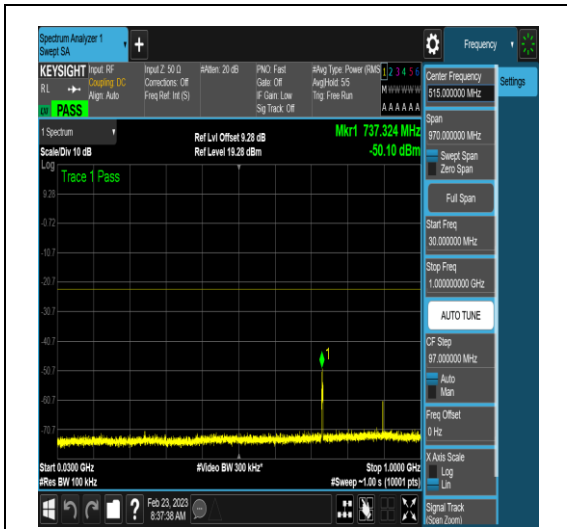 Spectrum Analyzer 1
Swept SA
Frequency
KEYSIGHT
RL
PASS
Input: RF
Coupling: DC
Align: Auto
Input Z: 50 Ω
Corrections: Off
Freq Ref: Int (S)
#Atten: 20 dB
PNO: Fast
Gate: Off
IF Gain: Low
Sig Track: Off
#Avg Type: Power (RMS
Avg|Hold: 5/5
Trig: Free Run
1 2 3 4 5 6
M W W W W W
A A A A A A
1 Spectrum
Scale/Div 10 dB
Ref Lvl Offset 9.28 dB
Ref Level 19.28 dBm
Mkr1 737.324 MHz
-50.10 dBm
Log
Trace 1 Pass
9.28
-0.72
-10.7
-20.7
-30.7
-40.7
-50.7
-60.7
-70.7
1
Start 0.0300 GHz
#Res BW 100 kHz
#Video BW 300 kHz*
Stop 1.0000 GHz
#Sweep ~1.00 s (10001 pts)
Feb 23, 2023
8:37:38 AM
Center Frequency
515.000000 MHz
Settings
Span
970.000000 MHz
Swept Span
Zero Span
Full Span
Start Freq
30.000000 MHz
Stop Freq
1.000000000 GHz
AUTO TUNE
CF Step
97.000000 MHz
Auto
Man
Freq Offset
0 Hz
X Axis Scale
Log
Lin
Signal Track
(Span Zoom)